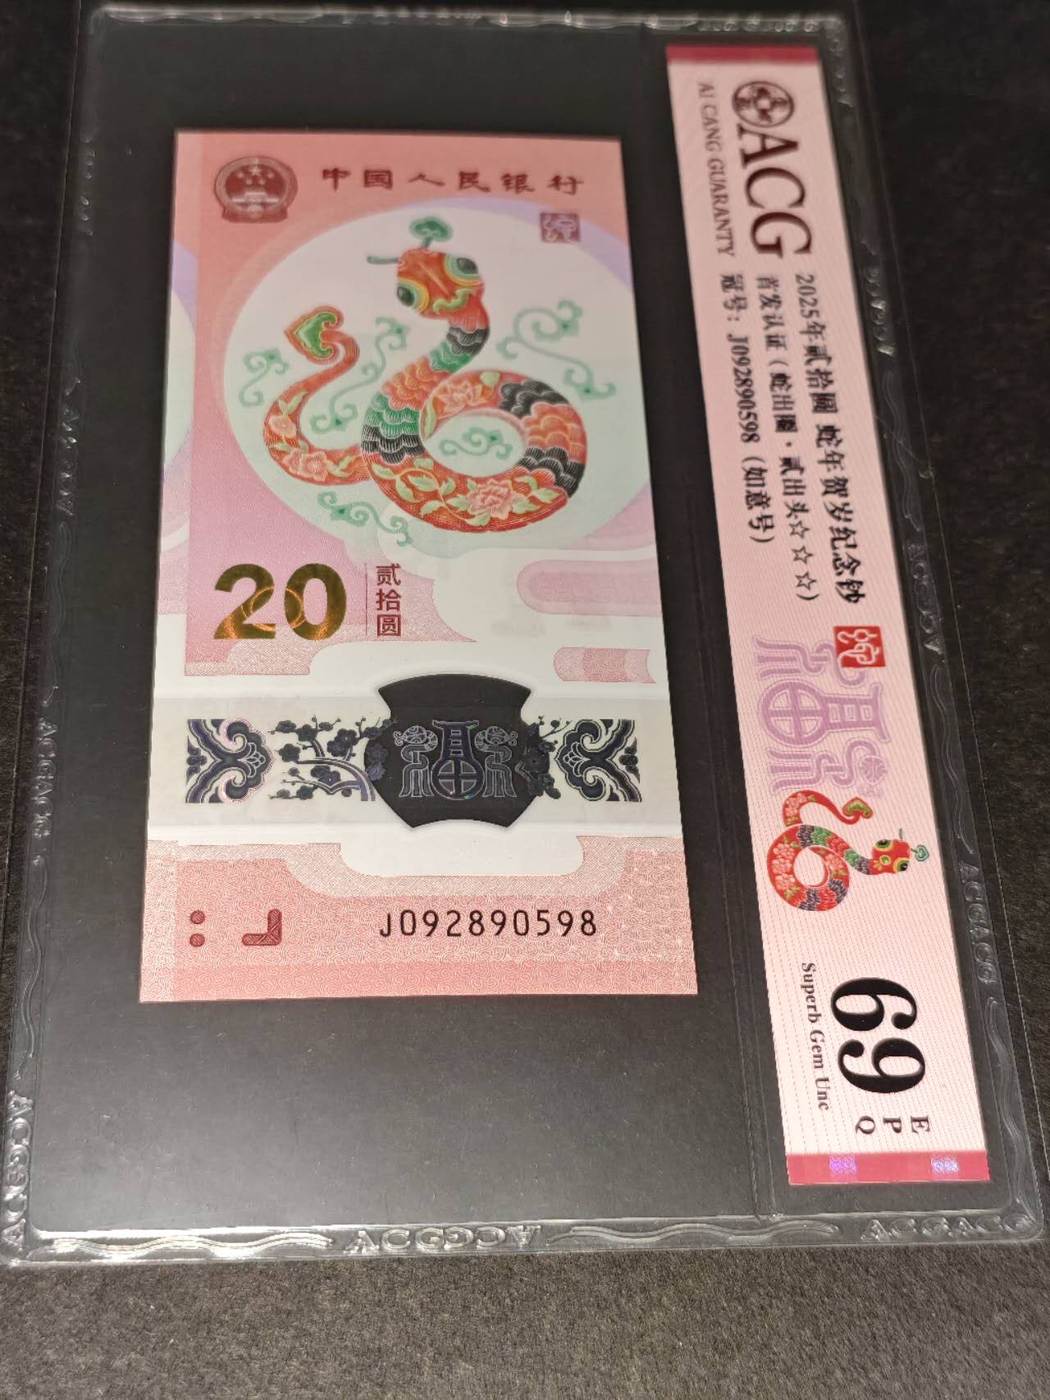 中国人民银行
20
贰拾圆
J092890598
ACG
AI CANG GUARANTY
2025年贰拾圆 蛇年贺岁纪念钞
首发认证（蛇出圈·贰出头☆☆☆）
冠号：J092890598（如意号）
69
EPQ
Superb Gem Unc